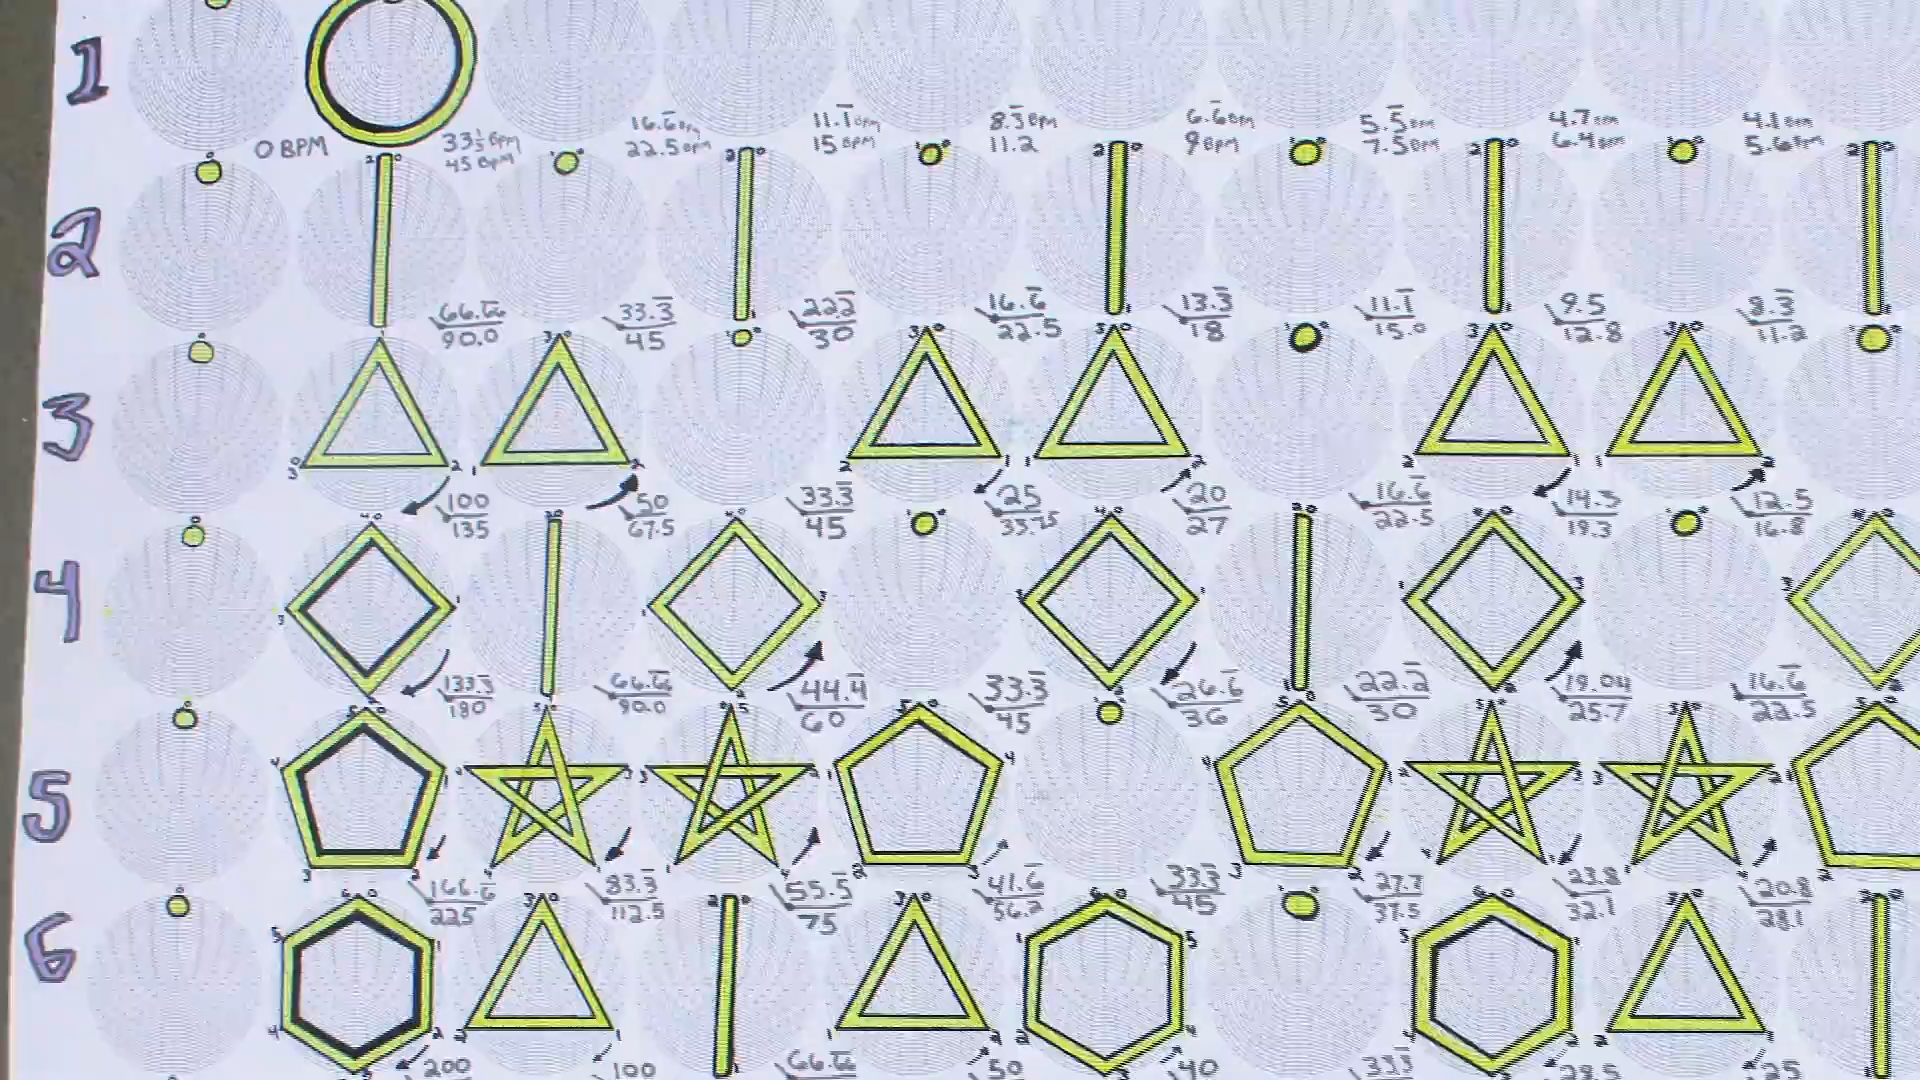 1
0 BPM 33⅓ BPM 16.6̅ BPM 11.1̅ BPM 8.3̅ BPM 6.6̅ BPM 5.5̅ BPM 4.7 BPM 4.1 BPM
45 BPM 22.5 BPM 15 BPM 11.2 9 BPM 7.5 BPM 6.4 BPM 5.6 BPM
2
66.6̅6̅ 33.3̅ 22.2̅ 16.6̅ 13.3̅ 11.1̅ 9.5 8.3̅
90.0 45 30 22.5 18 15.0 12.8 11.2
3
100 50 33.3̅ 25 20 16.6̅ 14.3 12.5
135 67.5 45 33.75 27 22.5 19.3 16.8
4
133.3̅ 66.6̅6̅ 44.4̅ 33.3̅ 26.6̅ 22.2̅ 19.04 16.6̅
180 90.0 60 45 36 30 25.7 22.5
5
166.6̅ 83.3̅ 55.5̅ 41.6̅ 33.3̅ 27.7 23.8 20.8
225 112.5 75 56.2 45 37.5 32.1 28.1
6
200 100 66.6̅6̅ 50 40 33.3̅ 28.5 25